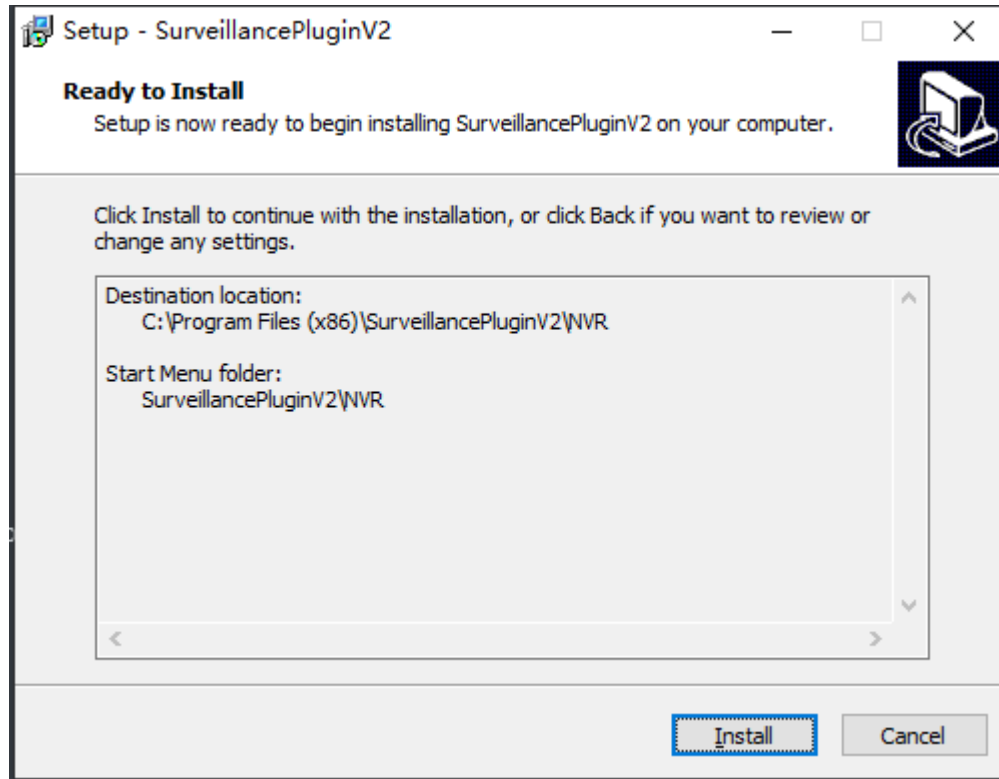 Setup - SurveillancePluginV2
Ready to Install
Setup is now ready to begin installing SurveillancePluginV2 on your computer.
Click Install to continue with the installation, or click Back if you want to review or
change any settings.
Destination location:
C:\Program Files (x86)\SurveillancePluginV2\NVR
Start Menu folder:
SurveillancePluginV2\NVR
Install
Cancel